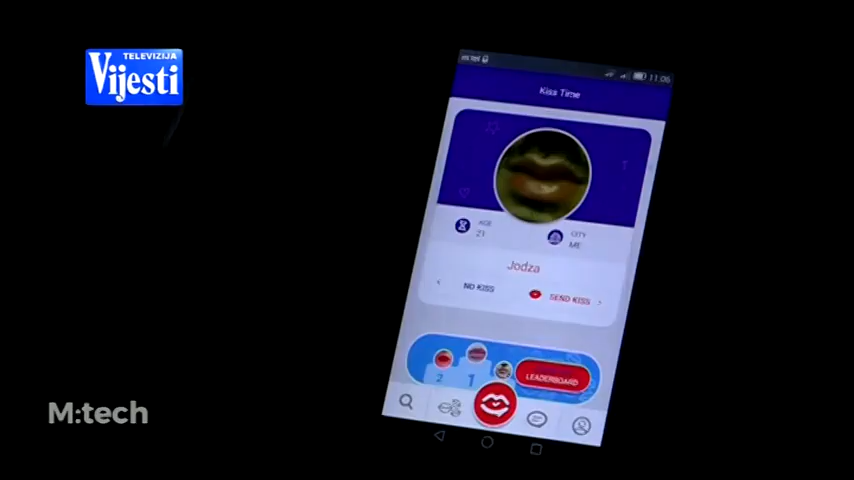 TELEVIZIJA
Vijesti
11:06
Kiss Time
AGE
21
CITY
ME
Jodza
NO KISS
SEND KISS
2
1
LEADERBOARD
M:tech